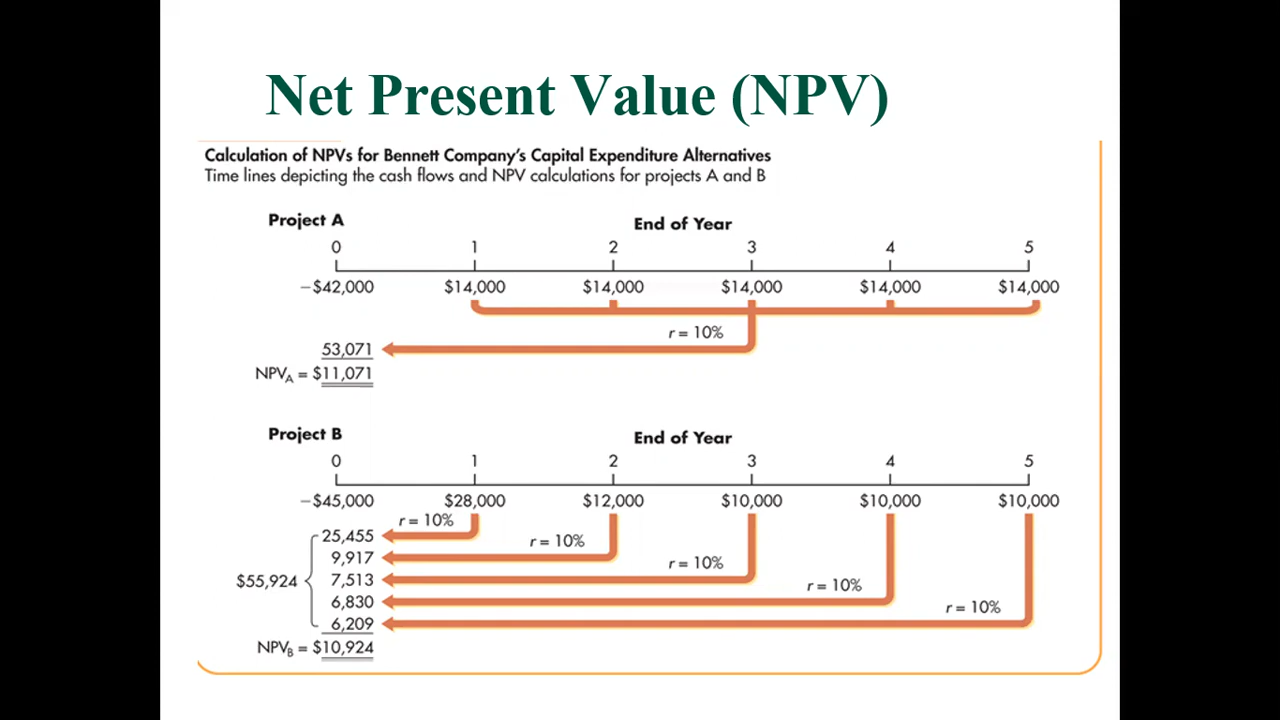 Net Present Value (NPV)
Calculation of NPVs for Bennett Company's Capital Expenditure Alternatives
Time lines depicting the cash flows and NPV calculations for projects A and B
Project A End of Year
0 1 2 3 4 5
−$42,000 $14,000 $14,000 $14,000 $14,000 $14,000
r = 10%
53,071
NPVA = $11,071
Project B End of Year
0 1 2 3 4 5
−$45,000 $28,000 $12,000 $10,000 $10,000 $10,000
r = 10%
25,455
r = 10%
9,917
r = 10%
$55,924 7,513
r = 10%
6,830
r = 10%
6,209
NPVB = $10,924